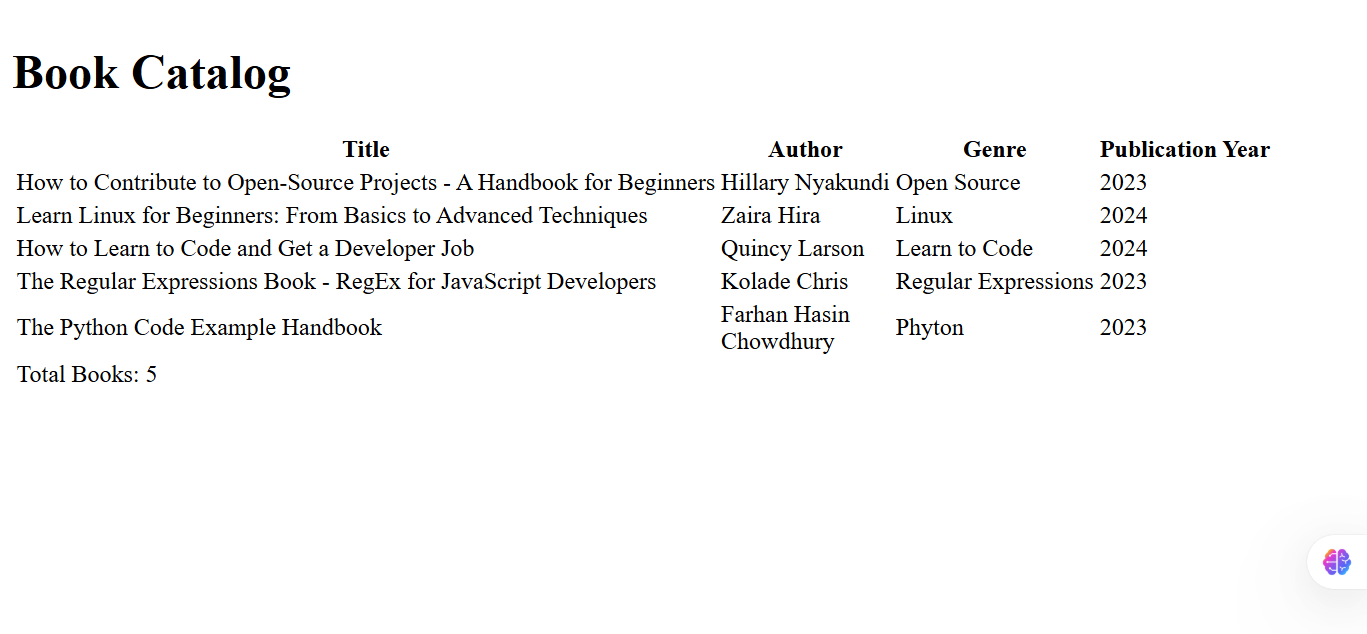 Book Catalog
Title Author Genre Publication Year
How to Contribute to Open-Source Projects - A Handbook for Beginners Hillary Nyakundi Open Source 2023
Learn Linux for Beginners: From Basics to Advanced Techniques Zaira Hira Linux 2024
How to Learn to Code and Get a Developer Job Quincy Larson Learn to Code 2024
The Regular Expressions Book - RegEx for JavaScript Developers Kolade Chris Regular Expressions 2023
The Python Code Example Handbook Farhan Hasin
Chowdhury Phyton 2023
Total Books: 5